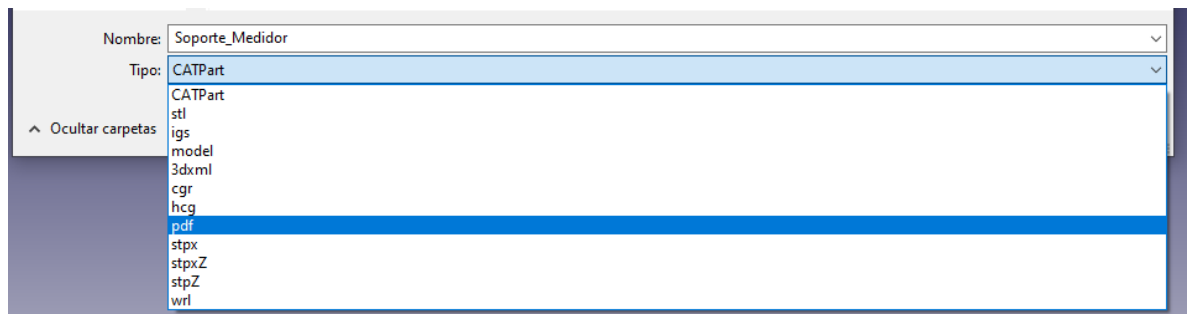 Nombre: Soporte_Medidor
Tipo: CATPart
CATPart
stl
Ocultar carpetas
igs
model
3dxml
cgr
hcg
pdf
stpx
stpxZ
stpZ
wrl